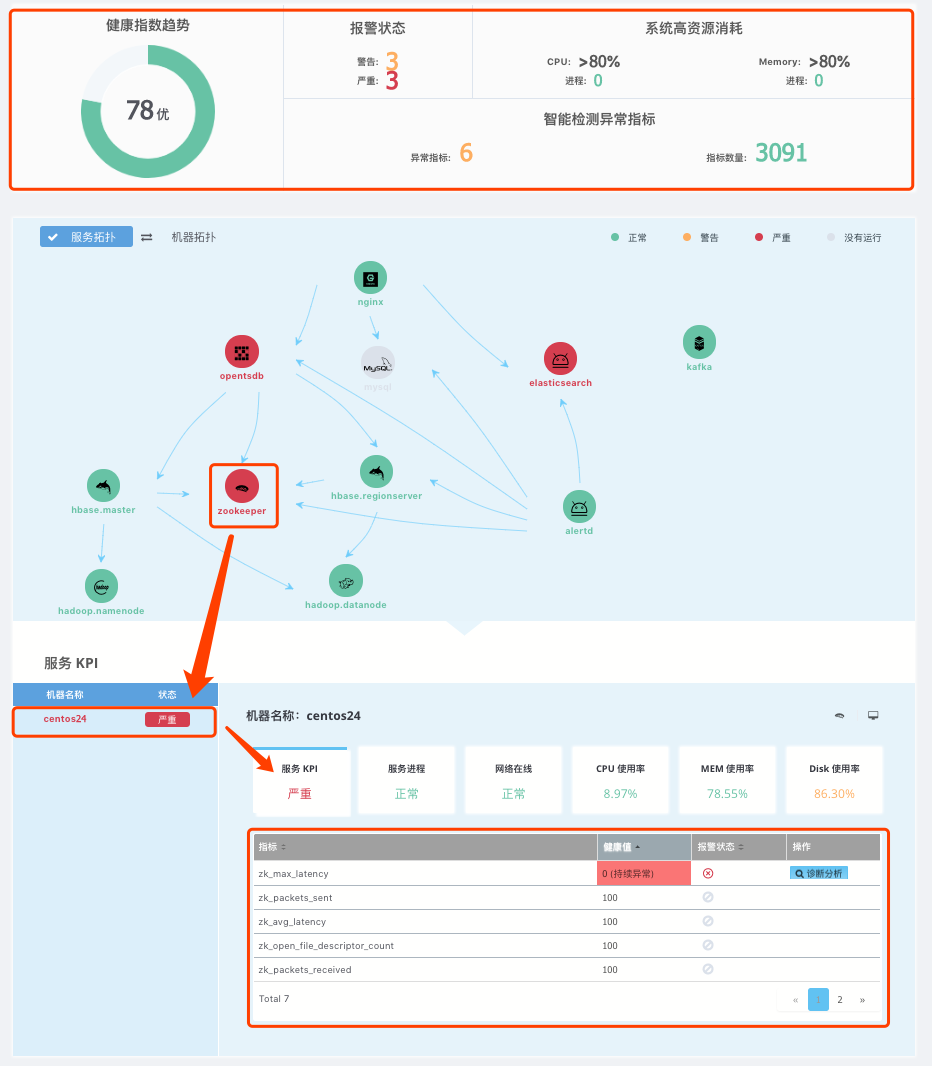 健康指数趋势
78 优
报警状态
警告: 3
严重: 3
系统高资源消耗
CPU: >80%
进程: 0
Memory: >80%
进程: 0
智能检测异常指标
异常指标: 6
指标数量: 3091
服务拓扑
机器拓扑
正常
警告
严重
没有运行
nginx
opentsdb
MySQL
mysql
elasticsearch
kafka
hbase.master
zookeeper
hbase.regionserver
alertd
hadoop
hadoop.namenode
hadoop.datanode
服务 KPI
机器名称 状态
centos24 严重
机器名称: centos24
服务 KPI
严重
服务进程
正常
网络在线
正常
CPU 使用率
8.97%
MEM 使用率
78.55%
Disk 使用率
86.30%
指标 健康值 报警状态 操作
zk_max_latency 0 (持续异常) 诊断分析
zk_packets_sent 100
zk_avg_latency 100
zk_open_file_descriptor_count 100
zk_packets_received 100
Total 7
« 1 2 »